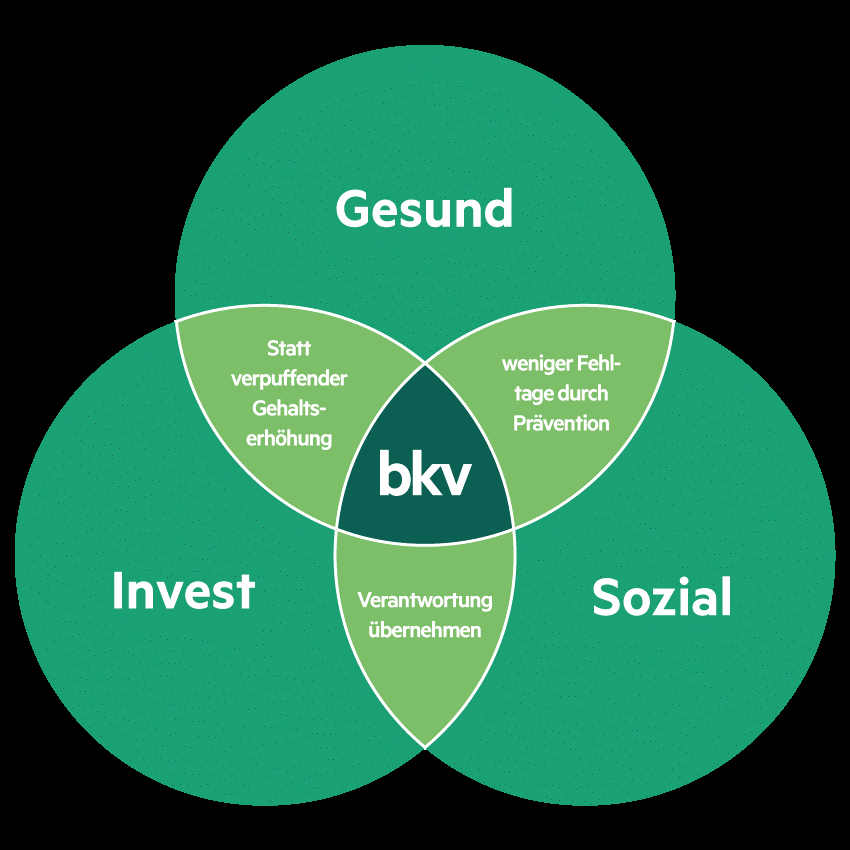 Gesund
Statt
verpuffender
Gehalts-
erhöhung
weniger Fehl-
tage durch
Prävention
bkv
Invest
Sozial
Verantwortung
übernehmen